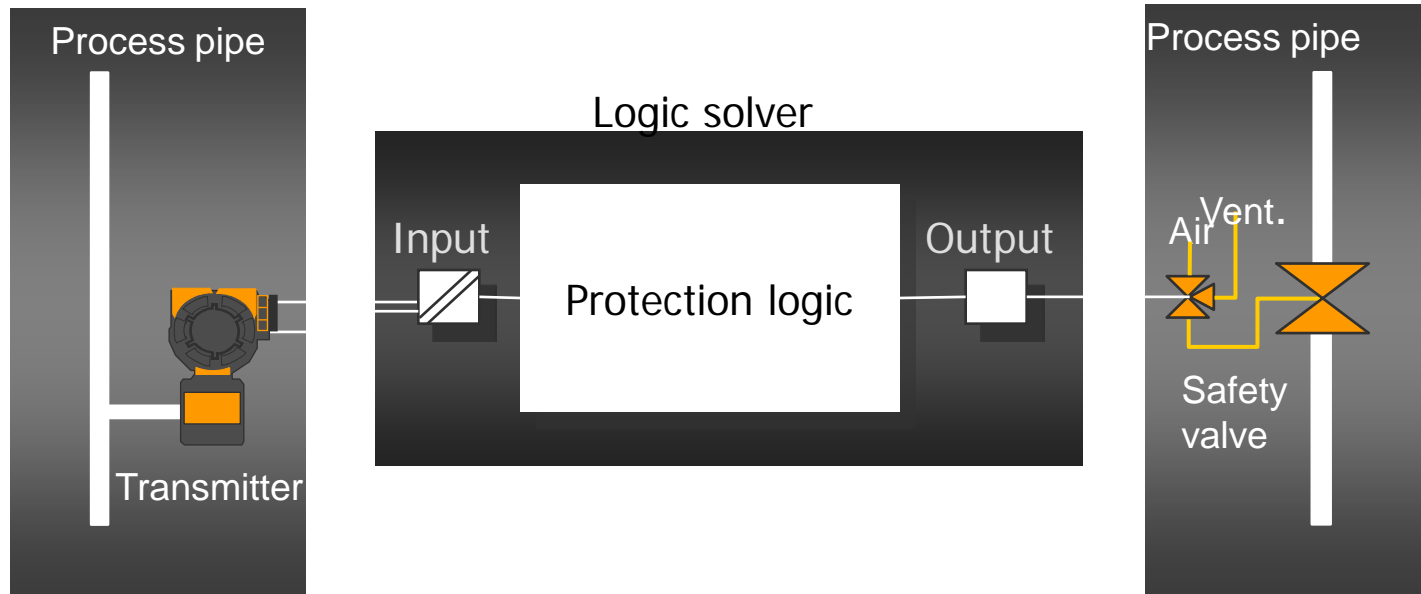 Process pipe
Transmitter
Logic solver
Input
Protection logic
Output
Process pipe
Vent.
Air
Safety
valve